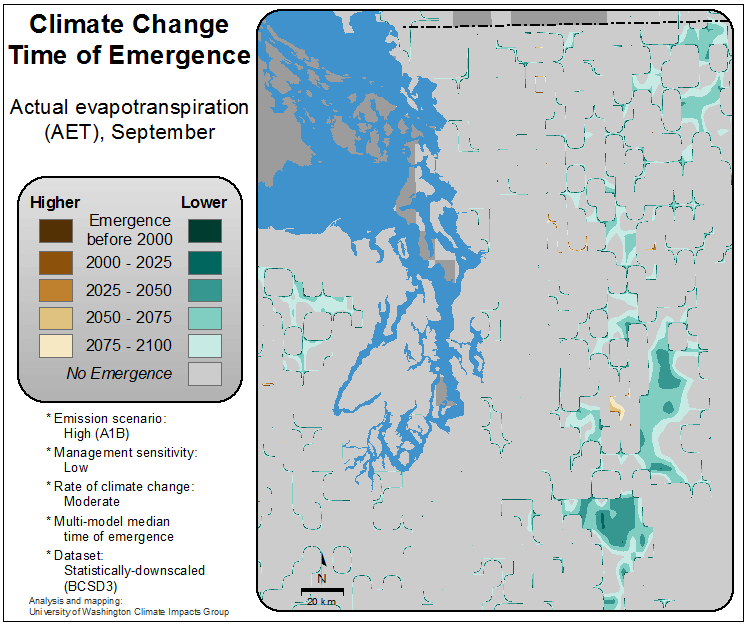 Climate Change
Time of Emergence
Actual evapotranspiration
(AET), September
Higher Lower
Emergence
before 2000
2000 - 2025
2025 - 2050
2050 - 2075
2075 - 2100
No Emergence
* Emission scenario:
High (A1B)
* Management sensitivity:
Low
* Rate of climate change:
Moderate
* Multi-model median
time of emergence
* Dataset:
Statistically-downscaled
(BCSD3)
Analysis and mapping:
University of Washington Climate Impacts Group
N
20 km